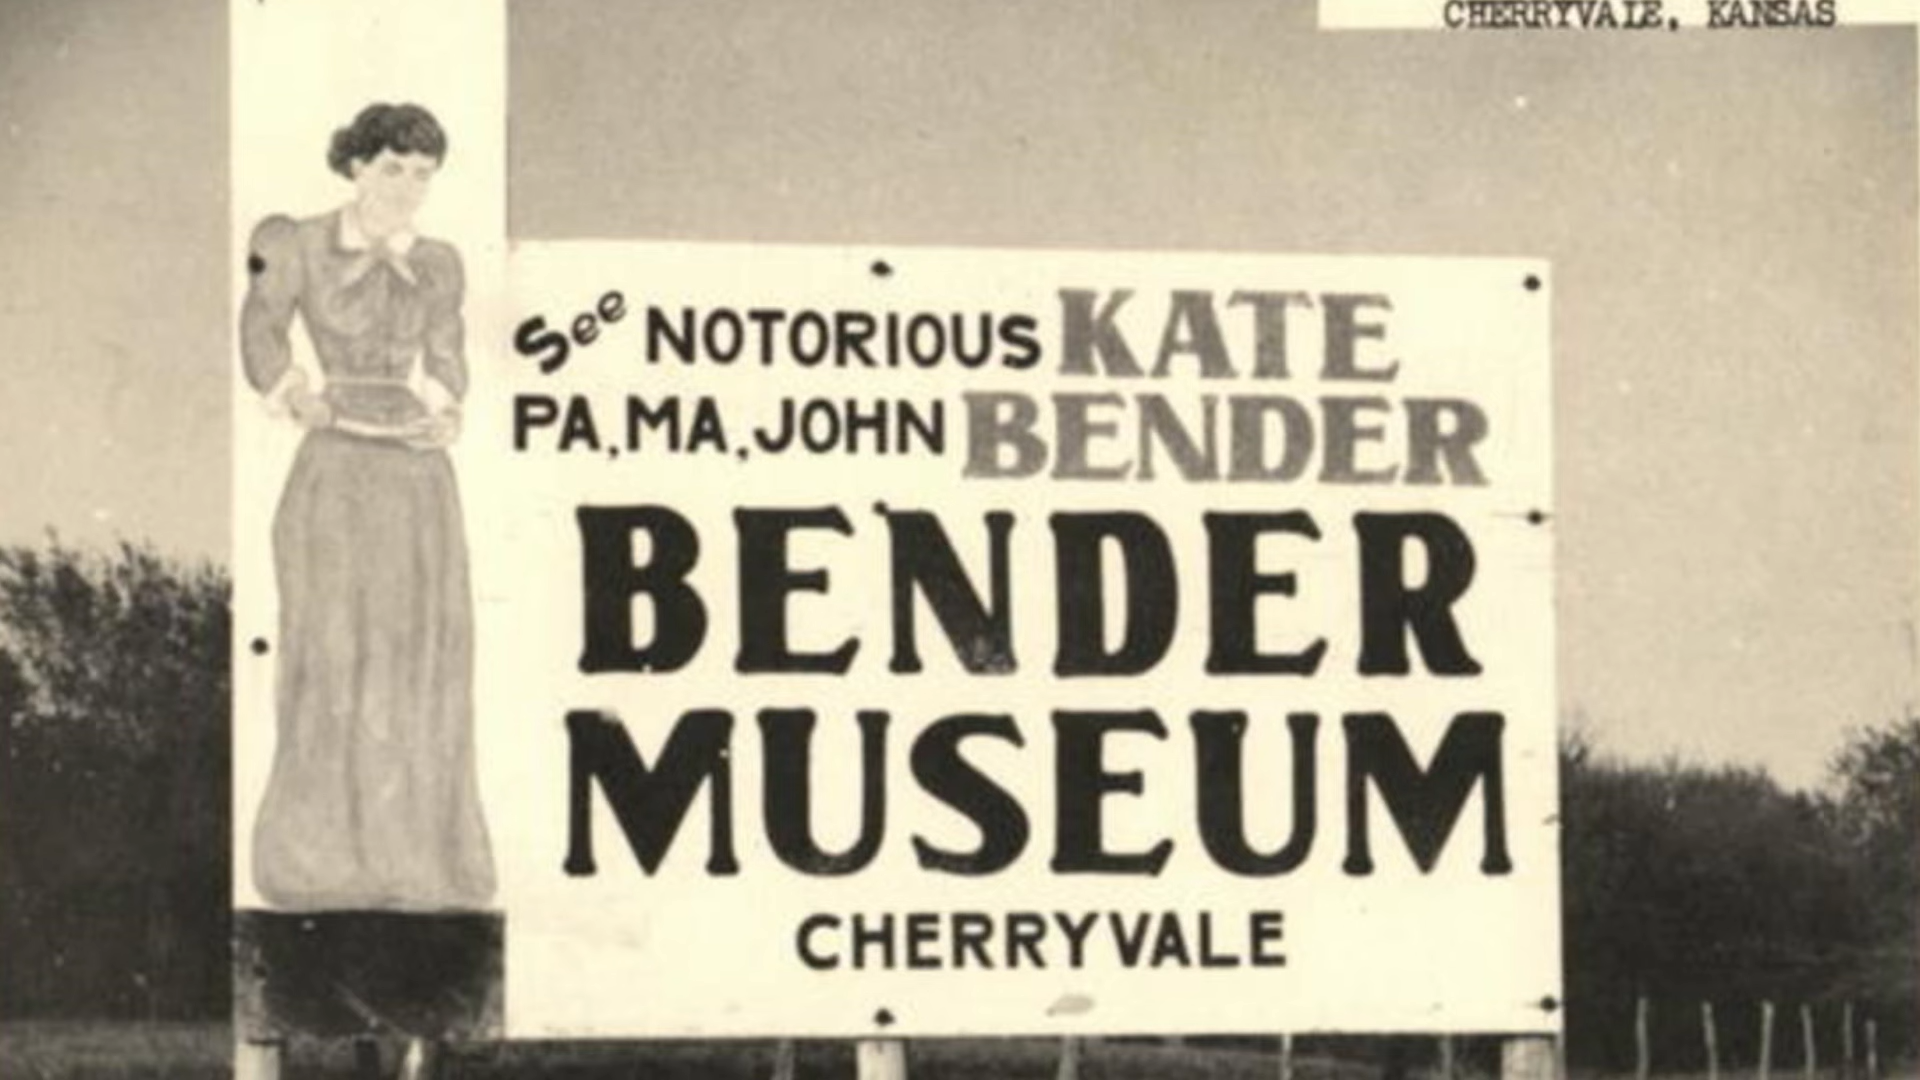 CHERRYVALE, KANSAS
See NOTORIOUS KATE
PA, MA, JOHN BENDER
BENDER
MUSEUM
CHERRYVALE